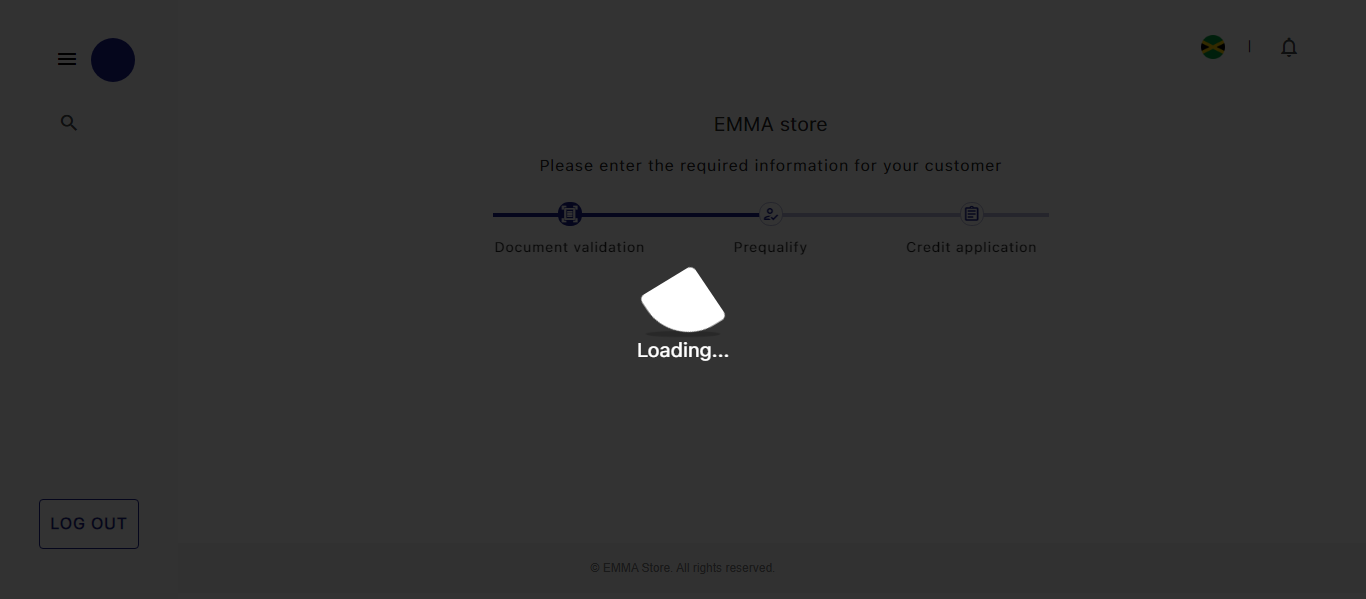 EMMA store
Please enter the required information for your customer
Document validation
Prequalify
Credit application
Loading...
LOG OUT
© EMMA Store. All rights reserved.